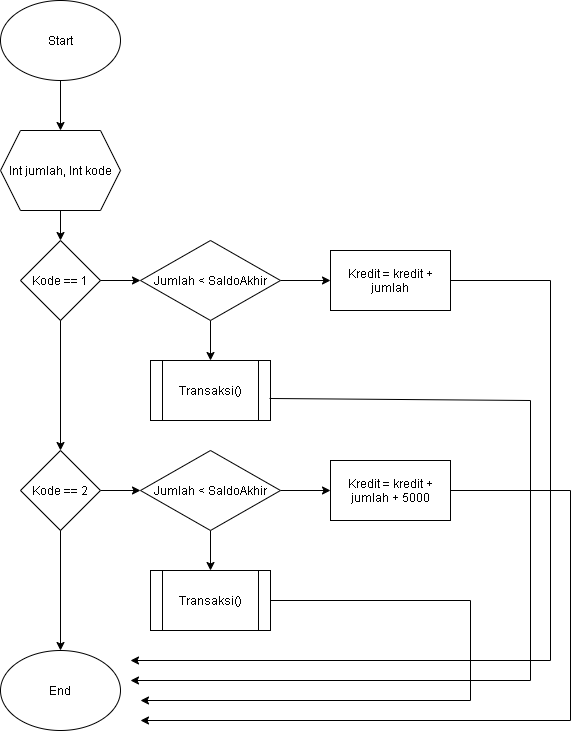 Start
Int jumlah, Int kode
Kode == 1
Jumlah < SaldoAkhir
Kredit = kredit +
jumlah
Transaksi()
Kode == 2
Jumlah < SaldoAkhir
Kredit = kredit +
jumlah + 5000
Transaksi()
End